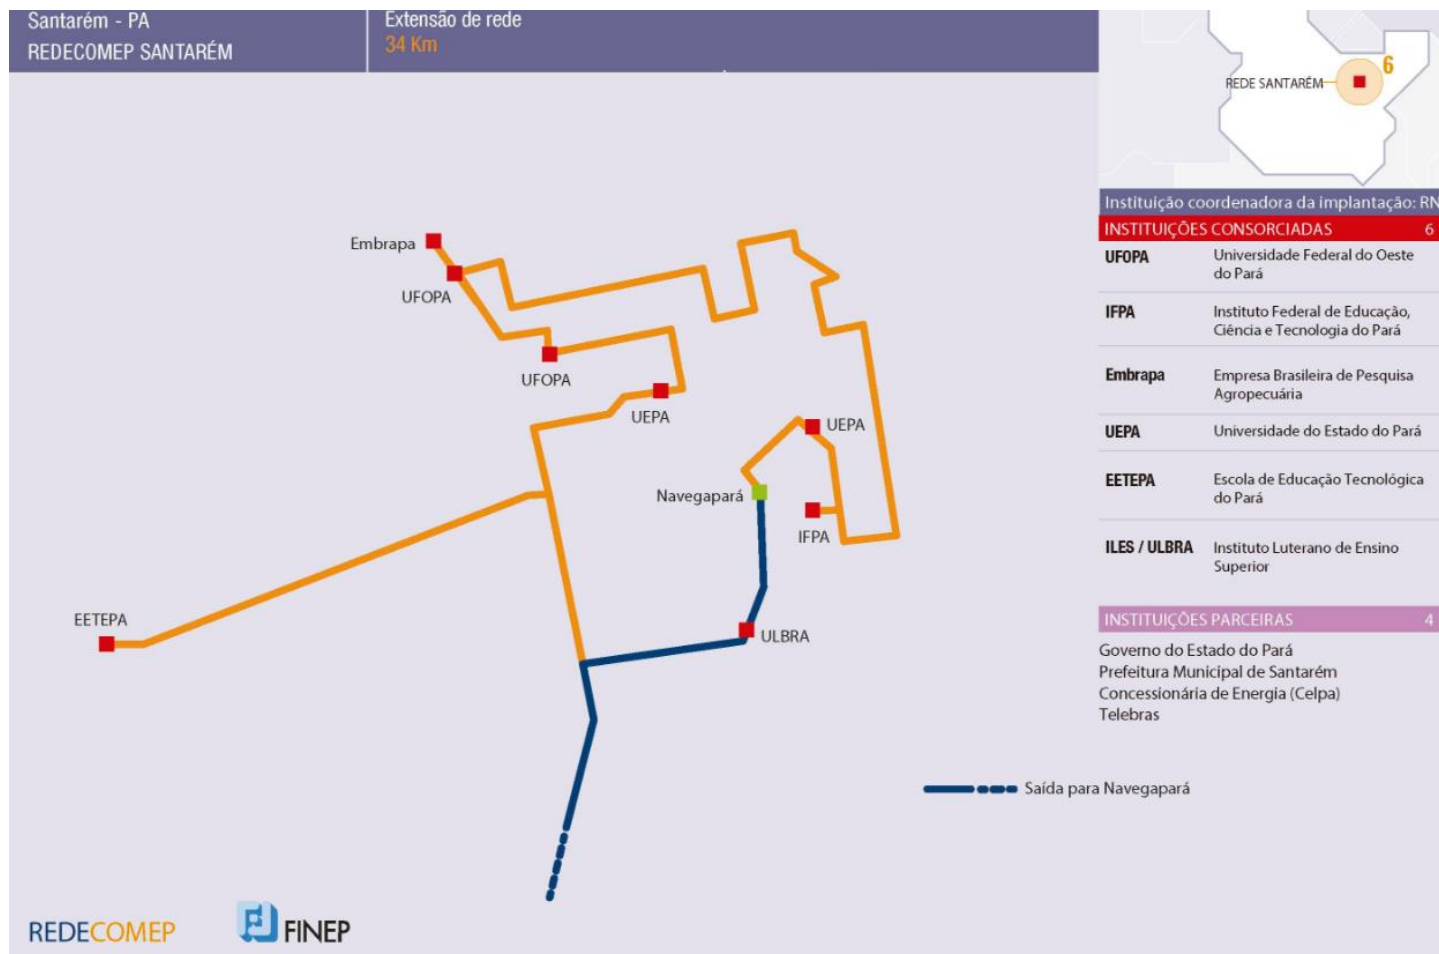 Santarém - PA
REDECOMEP SANTARÉM
Extensão de rede
34 Km
6
REDE SANTARÉM
Instituição coordenadora da implantação: RN
INSTITUIÇÕES CONSORCIADAS 6
UFOPA Universidade Federal do Oeste
do Pará
IFPA Instituto Federal de Educação,
Ciência e Tecnologia do Pará
Embrapa Empresa Brasileira de Pesquisa
Agropecuária
UEPA Universidade do Estado do Pará
EETEPA Escola de Educação Tecnológica
do Pará
ILES / ULBRA Instituto Luterano de Ensino
Superior
INSTITUIÇÕES PARCEIRAS 4
Governo do Estado do Pará
Prefeitura Municipal de Santarém
Concessionária de Energia (Celpa)
Telebras
Embrapa
UFOPA
UFOPA
UEPA
UEPA
Navegapará
IFPA
EETEPA
ULBRA
Saída para Navegapará
REDECOMEP
FINEP